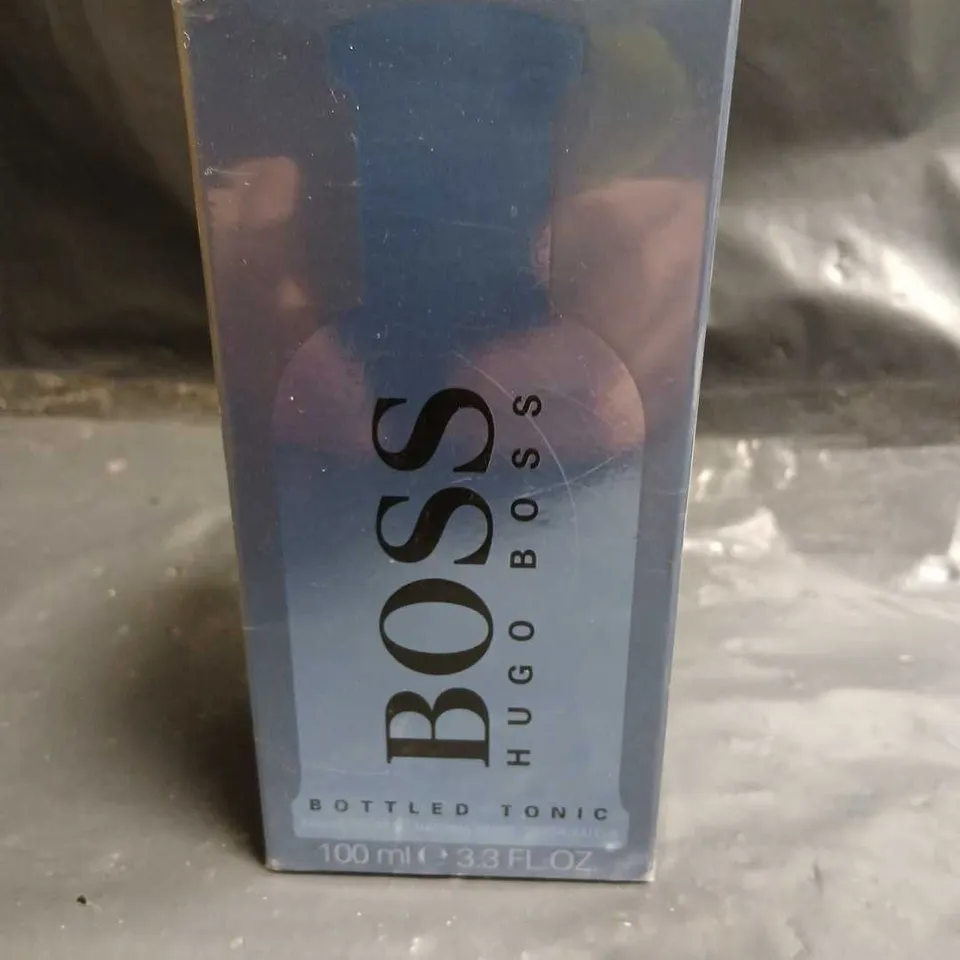 BOSS
HUGO BOSS
BOTTLED TONIC
100 ml ℮ 3.3 FL.OZ